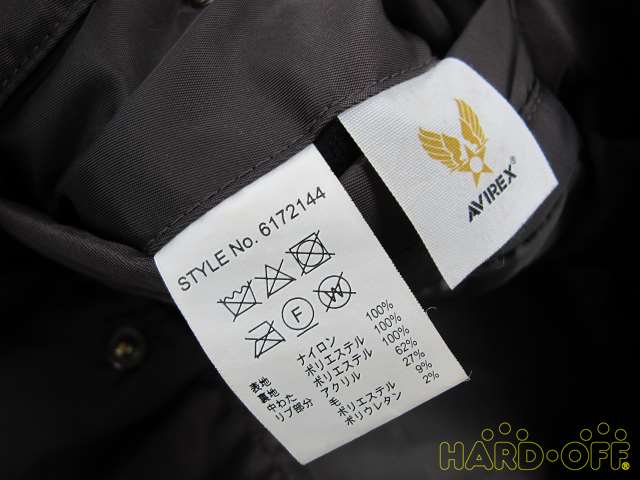 STYLE No. 6172144
F
W
表地 ナイロン 100%
裏地 ポリエステル 100%
中わた ポリエステル 100%
リブ部分 アクリル 62%
毛 27%
ポリエステル 9%
ポリウレタン 2%
AVIREX®
HARD・OFF